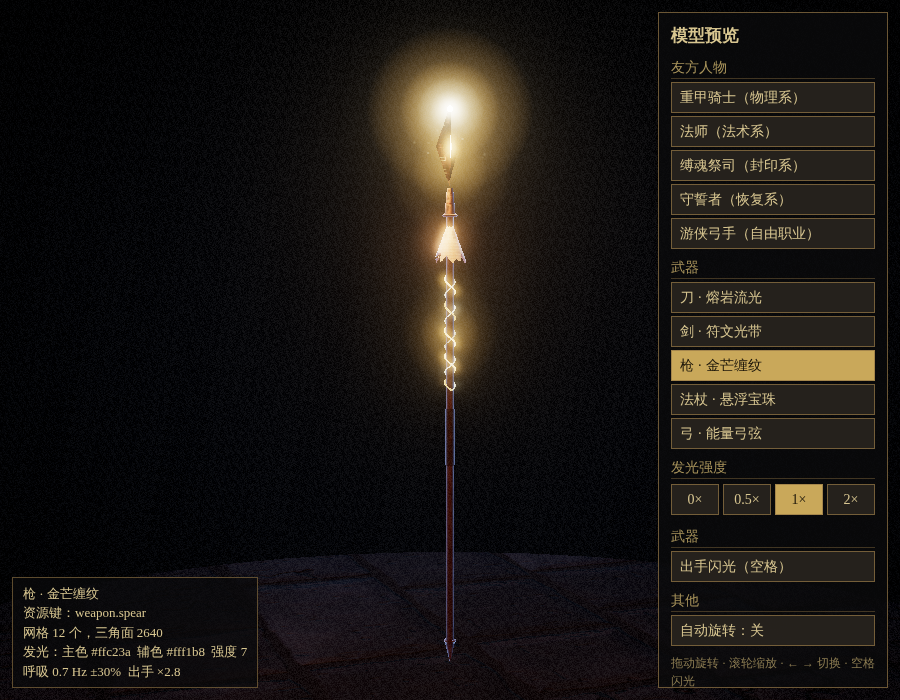 模型预览
友方人物
重甲骑士（物理系）
法师（法术系）
缚魂祭司（封印系）
守誓者（恢复系）
游侠弓手（自由职业）
武器
刀 · 熔岩流光
剑 · 符文光带
枪 · 金芒缠纹
法杖 · 悬浮宝珠
弓 · 能量弓弦
发光强度
0× 0.5× 1× 2×
武器
出手闪光（空格）
其他
自动旋转：关
拖动旋转 · 滚轮缩放 · ← → 切换 · 空格
闪光
枪 · 金芒缠纹
资源键：weapon.spear
网格 12 个，三角面 2640
发光：主色 #ffc23a 辅色 #fff1b8 强度 7
呼吸 0.7 Hz ±30% 出手 ×2.8